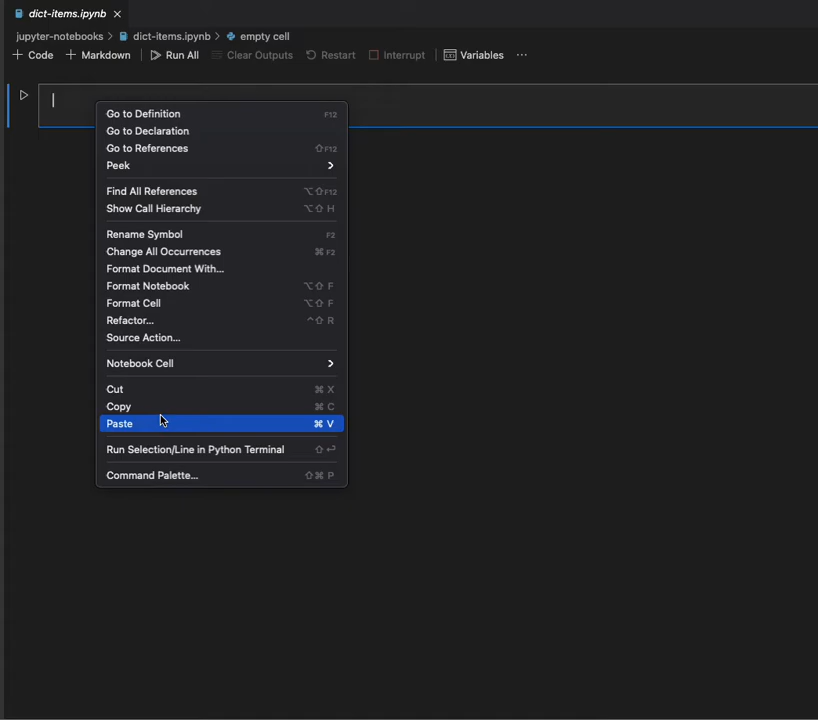 dict-items.ipynb
jupyter-notebooks > dict-items.ipynb > empty cell
+ Code + Markdown Run All Clear Outputs Restart Interrupt Variables ...
Go to Definition F12
Go to Declaration
Go to References ⇧F12
Peek
Find All References ⌥⇧F12
Show Call Hierarchy ⌥⇧ H
Rename Symbol F2
Change All Occurrences ⌘ F2
Format Document With...
Format Notebook ⌥⇧ F
Format Cell ⌥⇧ F
Refactor... ^⇧ R
Source Action...
Notebook Cell
Cut ⌘ X
Copy ⌘ C
Paste ⌘ V
Run Selection/Line in Python Terminal ⇧⏎
Command Palette... ⇧⌘ P